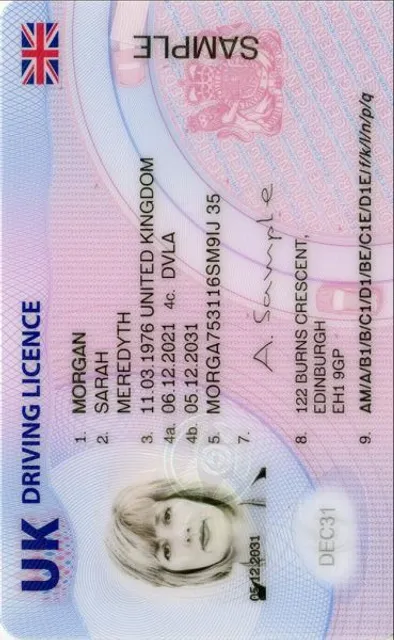 UK DRIVING LICENCE
SAMPLE
1. MORGAN
2. SARAH
MEREDYTH
3. 11.03.1976 UNITED KINGDOM
4a. 06.12.2021 4c. DVLA
4b. 05.12.2031
5. MORGA753116SM9IJ 35
7. A. Sample
8. 122 BURNS CRESCENT,
EDINBURGH
EH1 9GP
9. AM/A/B1/B/C1/D1/BE/C1E/D1E/f/k/l/n/p/q
05.12.2031
DEC31